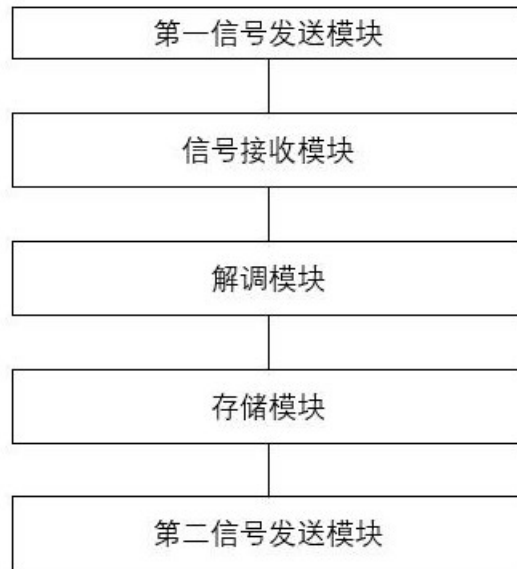 第一信号发送模块
信号接收模块
解调模块
存储模块
第二信号发送模块